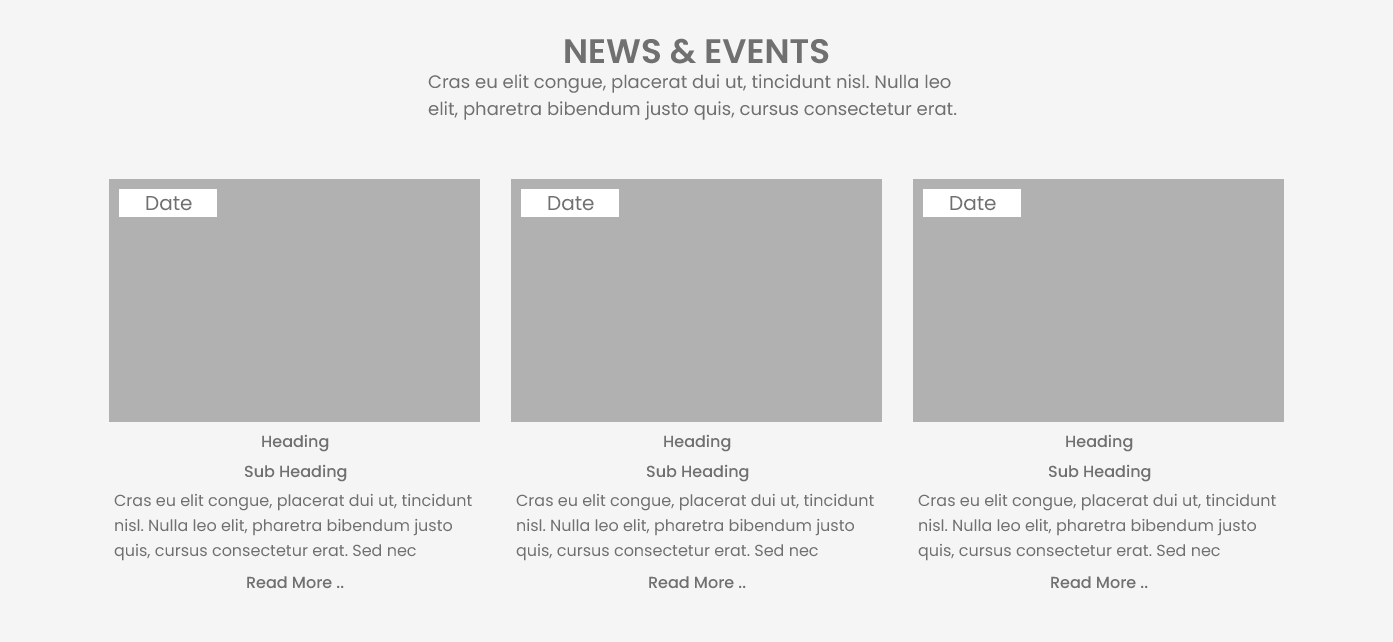 NEWS & EVENTS
Cras eu elit congue, placerat dui ut, tincidunt nisl. Nulla leo
elit, pharetra bibendum justo quis, cursus consectetur erat.
Date
Heading
Sub Heading
Cras eu elit congue, placerat dui ut, tincidunt
nisl. Nulla leo elit, pharetra bibendum justo
quis, cursus consectetur erat. Sed nec
Read More ..
Date
Heading
Sub Heading
Cras eu elit congue, placerat dui ut, tincidunt
nisl. Nulla leo elit, pharetra bibendum justo
quis, cursus consectetur erat. Sed nec
Read More ..
Date
Heading
Sub Heading
Cras eu elit congue, placerat dui ut, tincidunt
nisl. Nulla leo elit, pharetra bibendum justo
quis, cursus consectetur erat. Sed nec
Read More ..